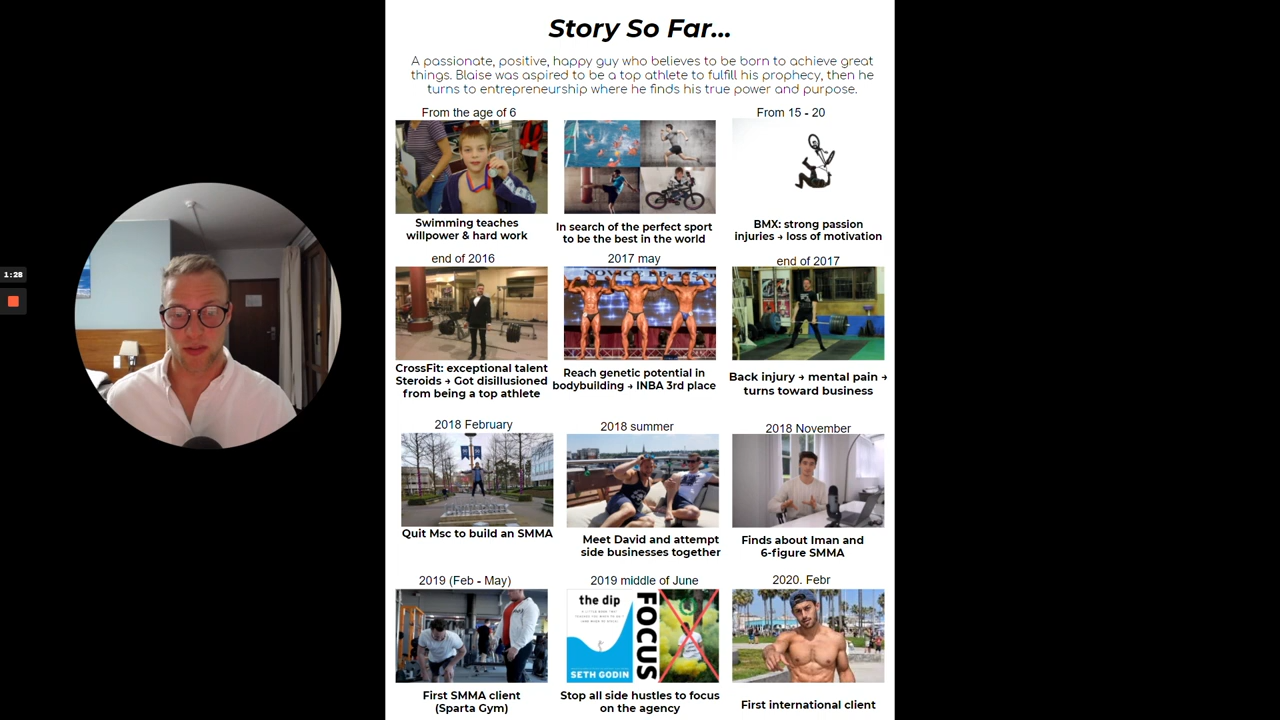 Story So Far...
A passionate, positive, happy guy who believes to be born to achieve great
things. Blaise was aspired to be a top athlete to fulfill his prophecy, then he
turns to entrepreneurship where he finds his true power and purpose.
From the age of 6
From 15 - 20
Swimming teaches
willpower & hard work
In search of the perfect sport
to be the best in the world
BMX: strong passion
injuries → loss of motivation
1:28
end of 2016
2017 may
end of 2017
CrossFit: exceptional talent
Steroids → Got disillusioned
from being a top athlete
Reach genetic potential in
bodybuilding → INBA 3rd place
Back injury → mental pain →
turns toward business
2018 February
2018 summer
2018 November
Quit Msc to build an SMMA
Meet David and attempt
side businesses together
Finds about Iman and
6-figure SMMA
2019 (Feb - May)
2019 middle of June
2020. Febr
the dip
FOCUS
SETH GODIN
First SMMA client
(Sparta Gym)
Stop all side hustles to focus
on the agency
First international client